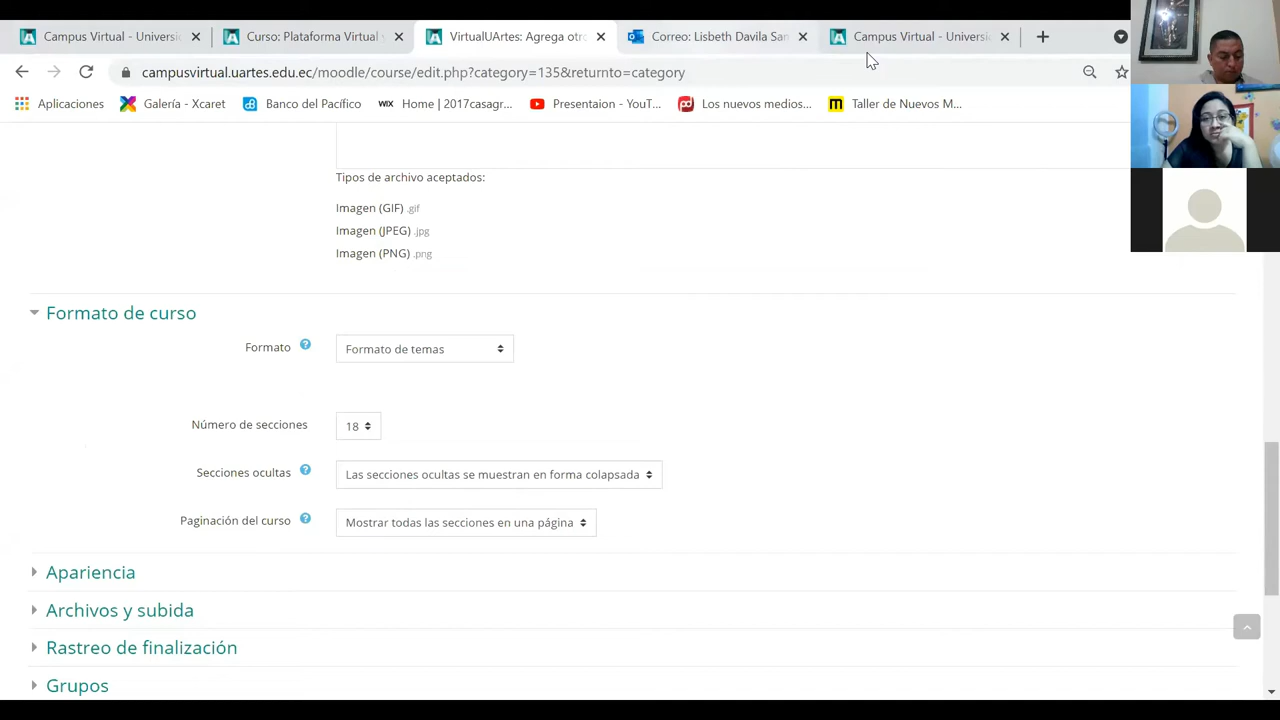 Campus Virtual - Universi
Curso: Plataforma Virtual y
VirtualUArtes: Agrega otro
Correo: Lisbeth Davila San
Campus Virtual - Universi
campusvirtual.uartes.edu.ec/moodle/course/edit.php?category=135&returnto=category
Aplicaciones
Galería - Xcaret
Banco del Pacífico
WIX
Home | 2017casagr...
Presentaion - YouT...
Los nuevos medios...
Taller de Nuevos M...
Tipos de archivo aceptados:
Imagen (GIF) .gif
Imagen (JPEG) .jpg
Imagen (PNG) .png
Formato de curso
Formato
Formato de temas
Número de secciones
18
Secciones ocultas
Las secciones ocultas se muestran en forma colapsada
Paginación del curso
Mostrar todas las secciones en una página
Apariencia
Archivos y subida
Rastreo de finalización
Grupos